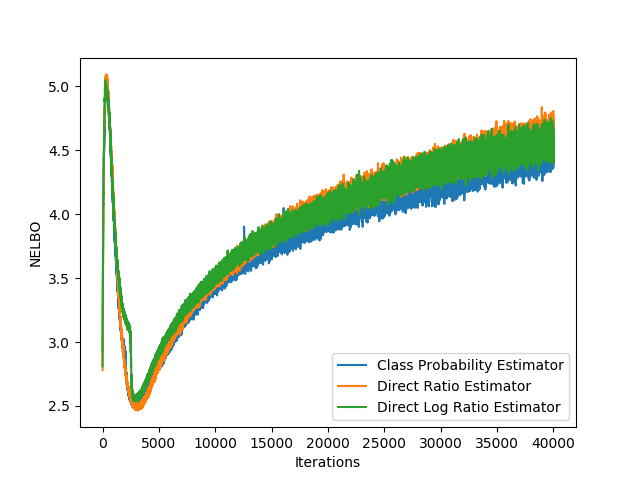 5.0
4.5
4.0
3.5
3.0
2.5
NELBO
Class Probability Estimator
Direct Ratio Estimator
Direct Log Ratio Estimator
0 5000 10000 15000 20000 25000 30000 35000 40000
Iterations